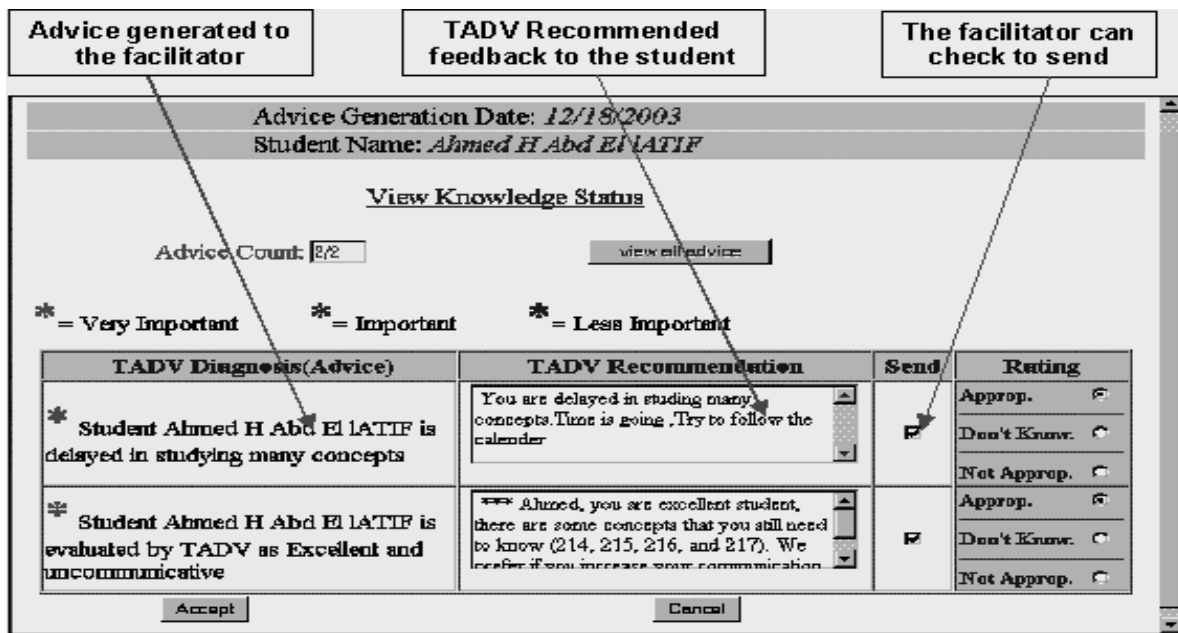 Advice generated to
the facilitator
TADV Recommended
feedback to the student
The facilitator can
check to send
Advice Generation Date: 12/18/2003
Student Name: Ahmed H Abd El lATIF
View Knowledge Status
Advice Count: 2/2
view all advice
* = Very Important * = Important * = Less Important
TADV Diagnosis(Advice) TADV Recommendation Send Rating
* Student Ahmed H Abd El lATIF is
delayed in studying many concepts
You are delayed in studing many
concepts.Time is going ,Try to follow the
calender
Approp.
Don't Know.
Not Approp.
* Student Ahmed H Abd El lATIF is
evaluated by TADV as Excellent and
uncommunicative
*** Ahmed, you are excellent student,
there are some concepts that you still need
to know (214, 215, 216, and 217). We
prefer if you increase your communication
Approp.
Don't Know.
Not Approp.
Accept Cancel